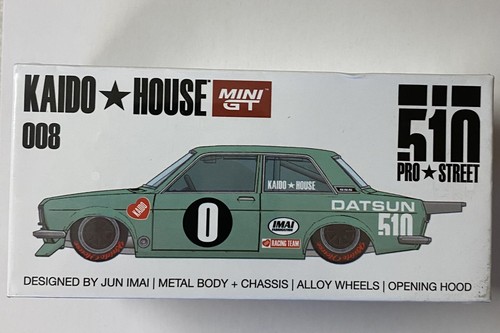 KAIDO★HOUSE
MINI
GT
008
510
PRO★STREET
KAIDO★HOUSE
KAIDO
0
IMAI
RACING TEAM
DATSUN
510
DESIGNED BY JUN IMAI | METAL BODY + CHASSIS | ALLOY WHEELS | OPENING HOOD